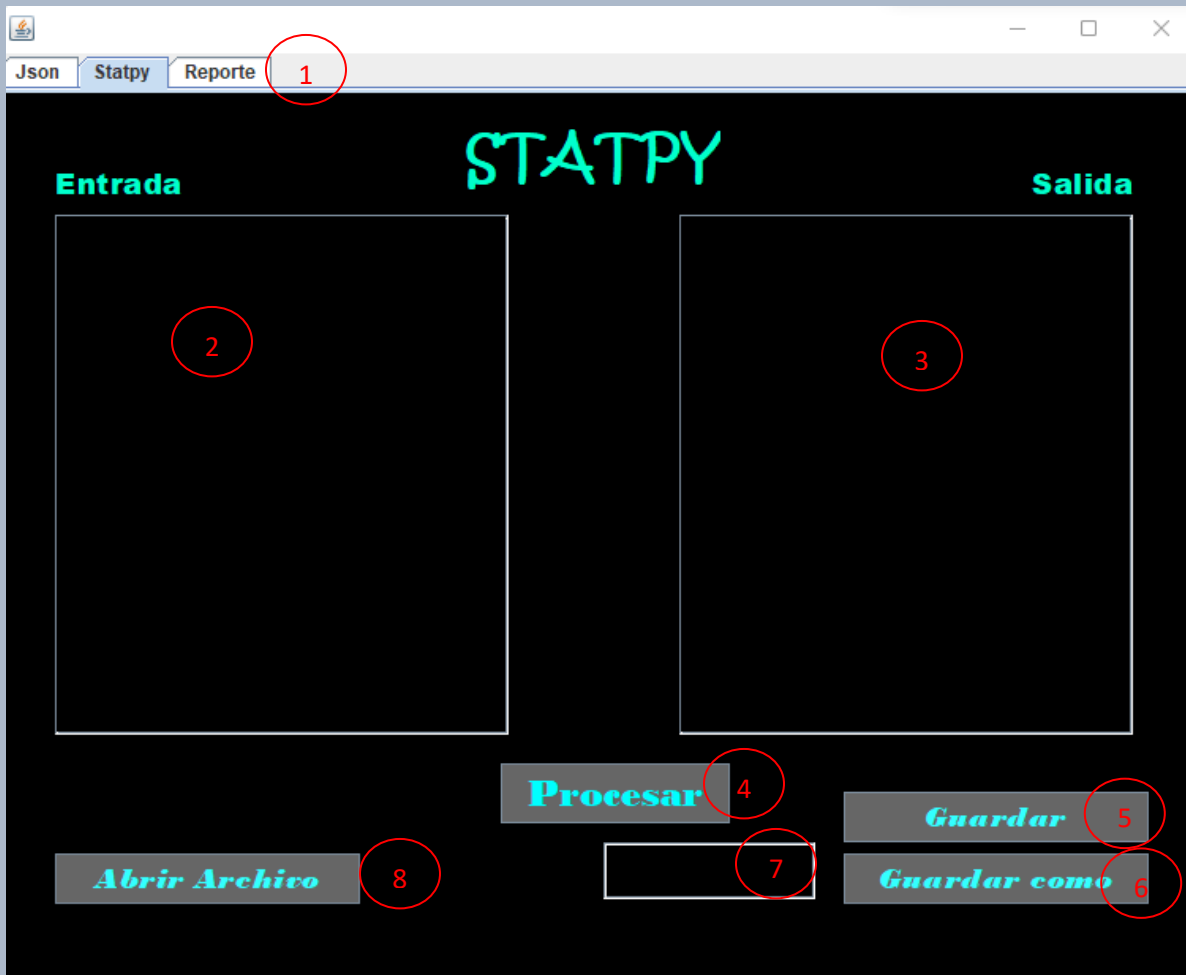 Json Statpy Reporte 1
STATPY
Entrada Salida
2 3
Procesar 4
Guardar 5
Abrir Archivo 8 7 Guardar como 6